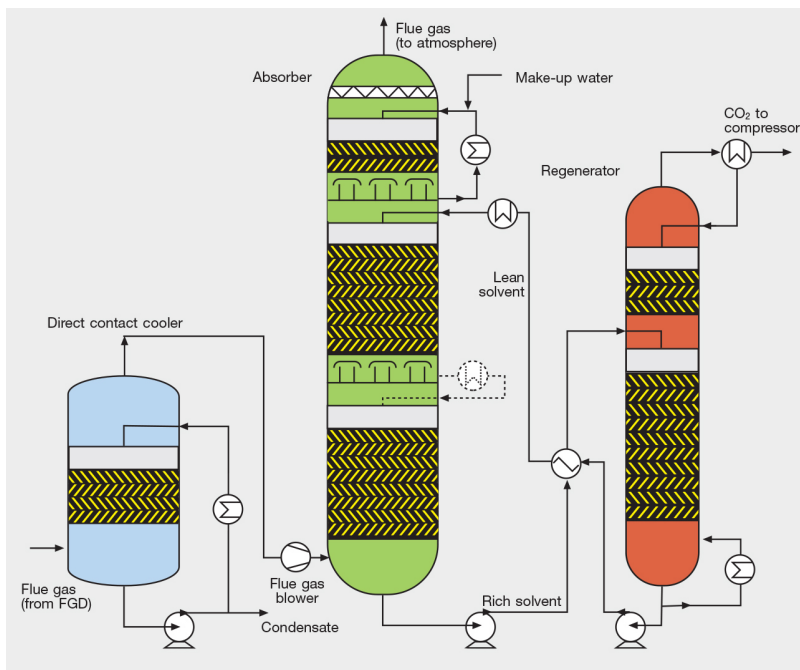 Flue gas
(to atmosphere)
Absorber
Make-up water
CO₂ to
compressor
Regenerator
Lean
solvent
Direct contact cooler
Flue gas
(from FGD)
Flue gas
blower
Rich solvent
Condensate